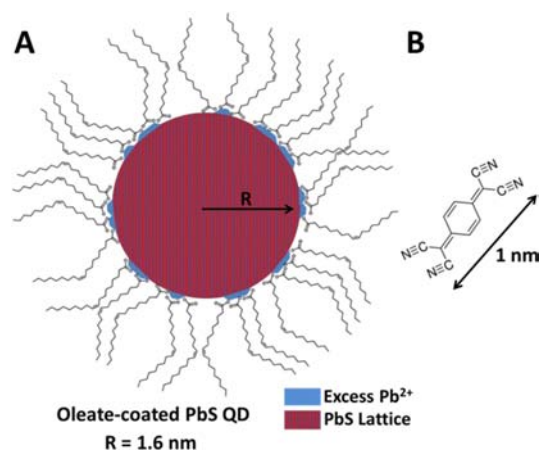 A
B
R
C≡N
C≡N
N≡C
C
N
1 nm
Excess Pb²⁺
PbS Lattice
Oleate-coated PbS QD
R = 1.6 nm